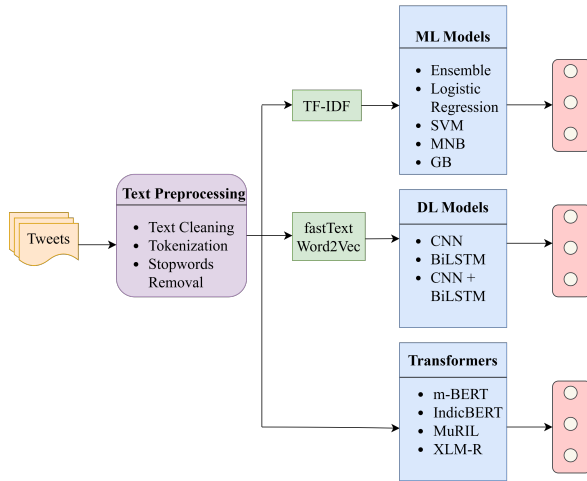 Tweets
Text Preprocessing
• Text Cleaning
• Tokenization
• Stopwords
Removal
TF-IDF
fastText
Word2Vec
ML Models
• Ensemble
• Logistic
Regression
• SVM
• MNB
• GB
DL Models
• CNN
• BiLSTM
• CNN +
BiLSTM
Transformers
• m-BERT
• IndicBERT
• MuRIL
• XLM-R